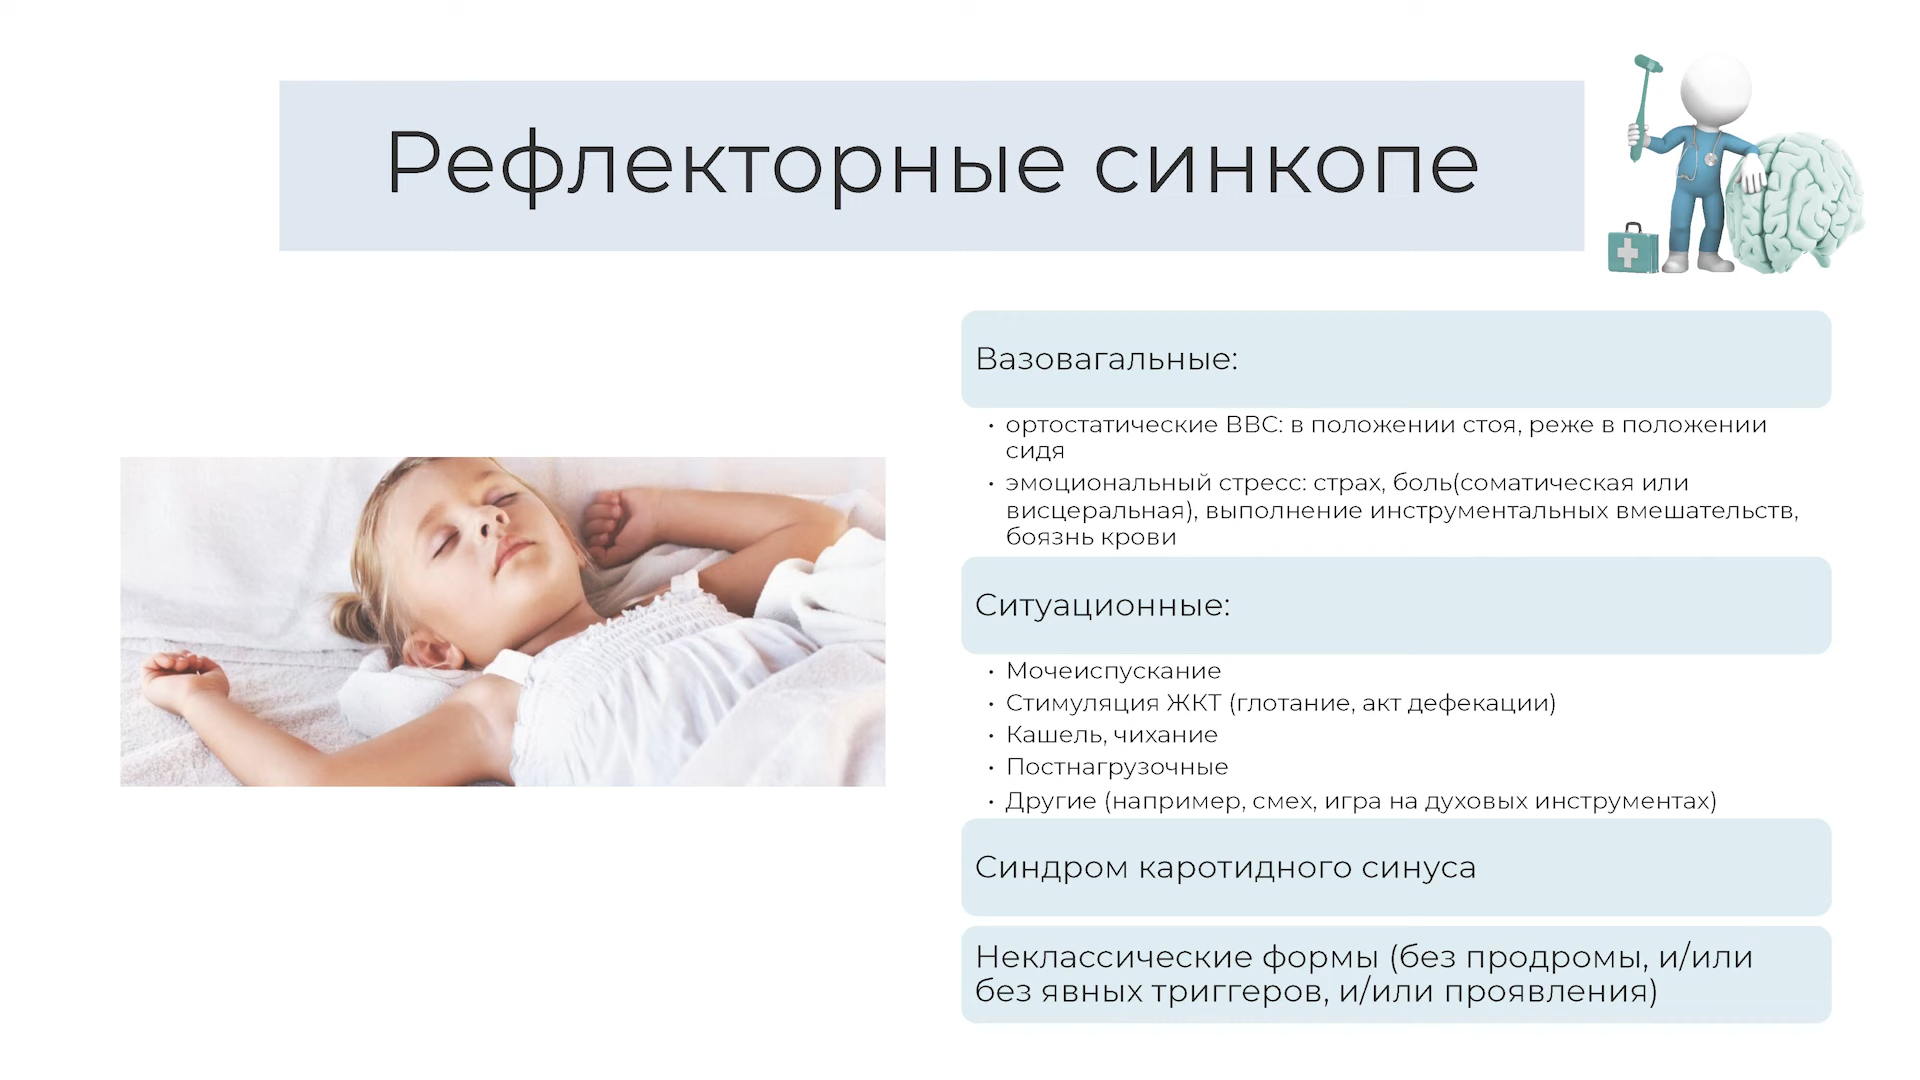 Рефлекторные синкопе
Вазовагальные:
• ортостатические ВВС: в положении стоя, реже в положении
сидя
• эмоциональный стресс: страх, боль(соматическая или
висцеральная), выполнение инструментальных вмешательств,
боязнь крови
Ситуационные:
• Мочеиспускание
• Стимуляция ЖКТ (глотание, акт дефекации)
• Кашель, чихание
• Постнагрузочные
• Другие (например, смех, игра на духовых инструментах)
Синдром каротидного синуса
Неклассические формы (без продромы, и/или
без явных триггеров, и/или проявления)